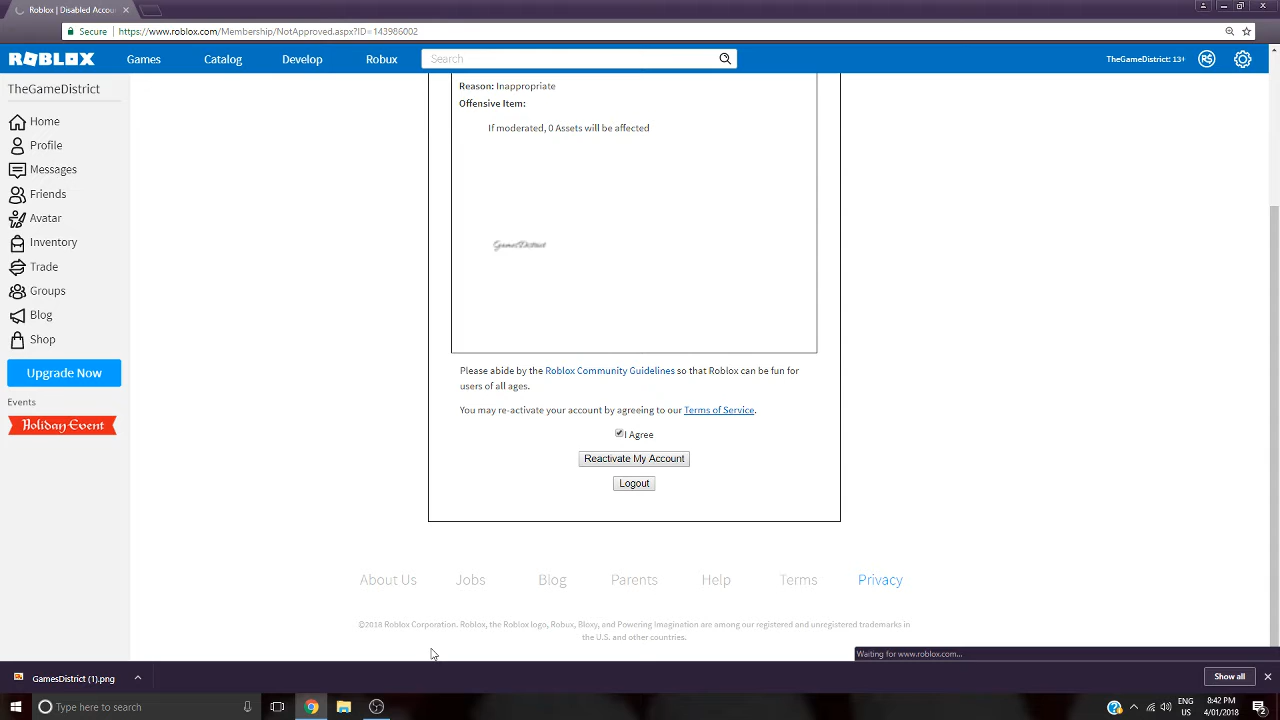 Roblox | Disabled Accou
Secure
https://www.roblox.com/Membership/NotApproved.aspx?ID=143986002
ROBLOX
Games
Catalog
Develop
Robux
Search
TheGameDistrict: 13+
TheGameDistrict
Home
Profile
Messages
Friends
Avatar
Inventory
Trade
Groups
Blog
Shop
Upgrade Now
Events
Holiday Event
Reason: Inappropriate
Offensive Item:
If moderated, 0 Assets will be affected
GamesDistrict
Please abide by the Roblox Community Guidelines so that Roblox can be fun for
users of all ages.
You may re-activate your account by agreeing to our Terms of Service.
I Agree
Reactivate My Account
Logout
About Us
Jobs
Blog
Parents
Help
Terms
Privacy
©2018 Roblox Corporation. Roblox, the Roblox logo, Robux, Bloxy, and Powering Imagination are among our registered and unregistered trademarks in
the U.S. and other countries.
Waiting for www.roblox.com...
GamesDistrict (1).png
Show all
Type here to search
ENG
US
8:42 PM
4/01/2018
2